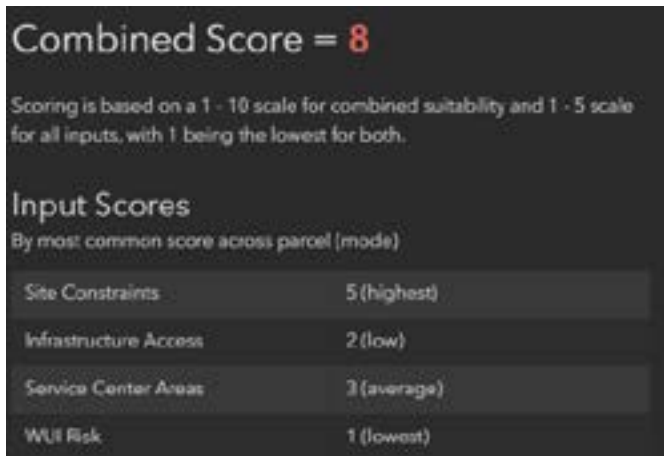 Combined Score = 8
Scoring is based on a 1 - 10 scale for combined suitability and 1 - 5 scale
for all inputs, with 1 being the lowest for both.
Input Scores
By most common score across parcel (mode)
Site Constraints 5 (highest)
Infrastructure Access 2 (low)
Service Center Areas 3 (average)
WUI Risk 1 (lowest)